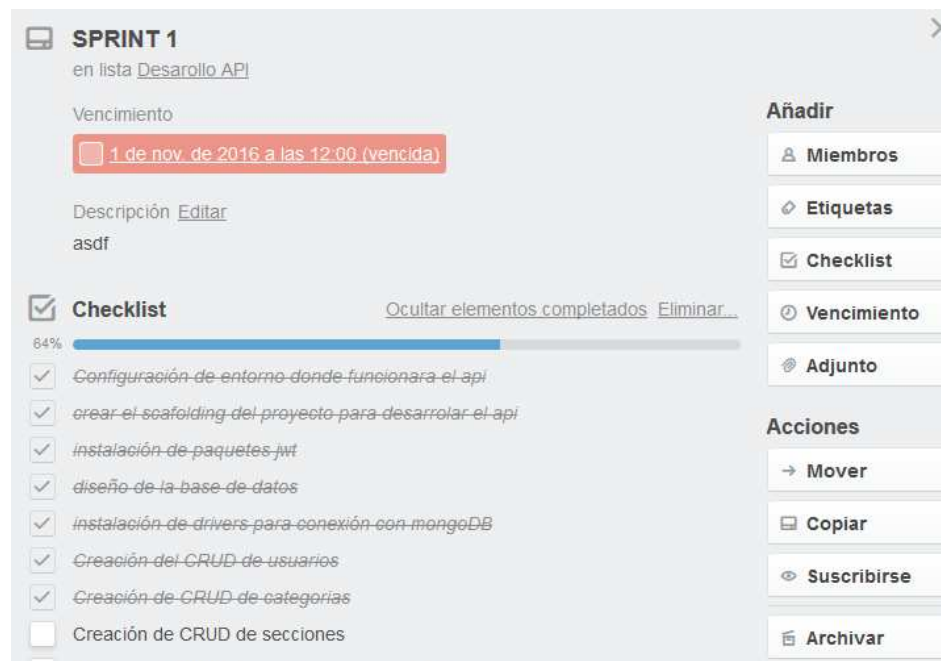 SPRINT 1
en lista Desarollo API
Vencimiento
1 de nov. de 2016 a las 12:00 (vencida)
Descripción Editar
asdf
Checklist Ocultar elementos completados Eliminar...
64%
Configuración de entorno donde funcionara el api
crear el scafolding del proyecto para desarrolar el api
instalación de paquetes jwt
diseño de la base de datos
instalación de drivers para conexión con mongoDB
Creación del CRUD de usuarios
Creación de CRUD de categorias
Creación de CRUD de secciones
Añadir
Miembros
Etiquetas
Checklist
Vencimiento
Adjunto
Acciones
Mover
Copiar
Suscribirse
Archivar